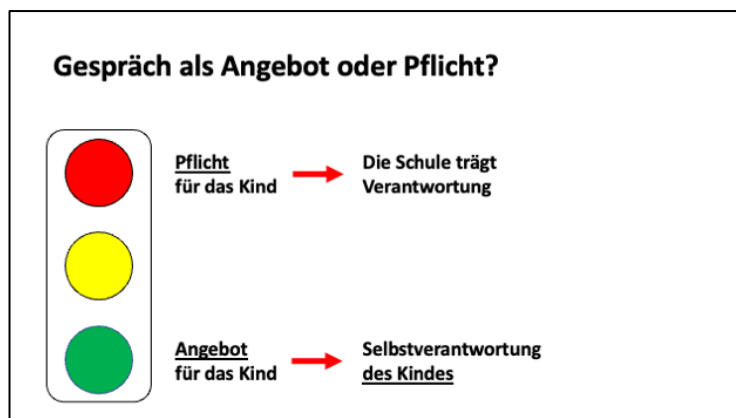 Gespräch als Angebot oder Pflicht?
Pflicht
für das Kind
Die Schule trägt
Verantwortung
Angebot
für das Kind
Selbstverantwortung
des Kindes